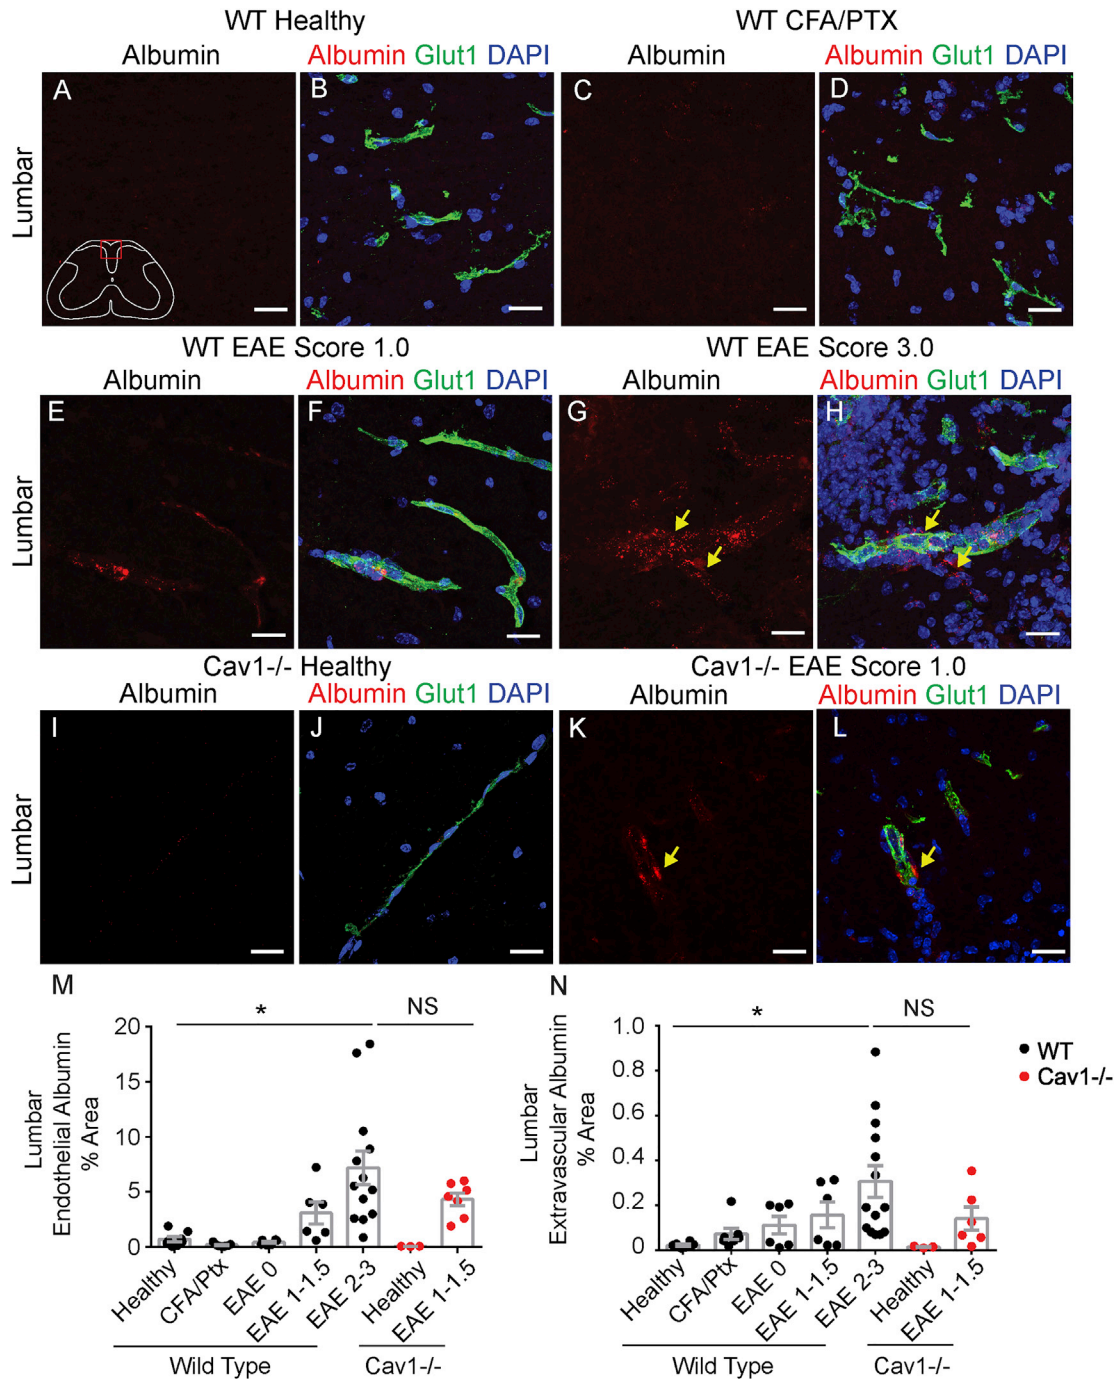 WT Healthy
WT CFA/PTX
Albumin
Albumin Glut1 DAPI
Albumin
Albumin Glut1 DAPI
Lumbar
A
B
C
D
WT EAE Score 1.0
WT EAE Score 3.0
Albumin
Albumin Glut1 DAPI
Albumin
Albumin Glut1 DAPI
Lumbar
E
F
G
H
Cav1-/- Healthy
Cav1-/- EAE Score 1.0
Albumin
Albumin Glut1 DAPI
Albumin
Albumin Glut1 DAPI
Lumbar
I
J
K
L
M
*
NS
Lumbar
Endothelial Albumin
% Area
20
15
10
5
0
Healthy
CFA/Ptx
EAE 0
EAE 1-1.5
EAE 2-3
Healthy
EAE 1-1.5
Wild Type
Cav1-/-
N
*
NS
Lumbar
Extravascular Albumin
% Area
1.0
0.8
0.6
0.4
0.2
0
Healthy
CFA/Ptx
EAE 0
EAE 1-1.5
EAE 2-3
Healthy
EAE 1-1.5
Wild Type
Cav1-/-
WT
Cav1-/-